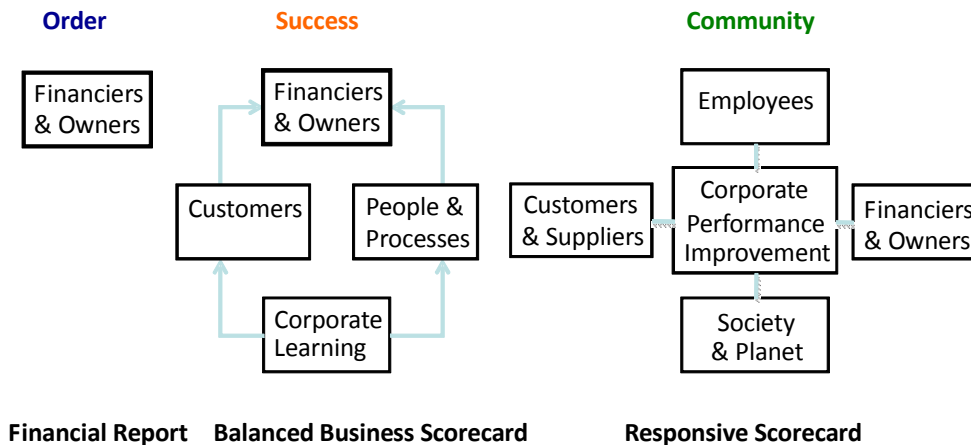 Order
Success
Community
Financiers
& Owners
Financiers
& Owners
Customers
People &
Processes
Corporate
Learning
Employees
Customers
& Suppliers
Corporate
Performance
Improvement
Financiers
& Owners
Society
& Planet
Financial Report
Balanced Business Scorecard
Responsive Scorecard